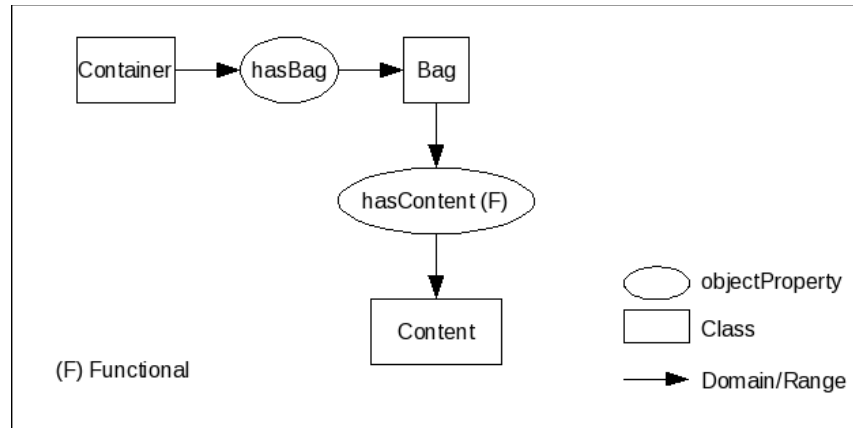 Container
hasBag
Bag
hasContent (F)
Content
objectProperty
Class
Domain/Range
(F) Functional